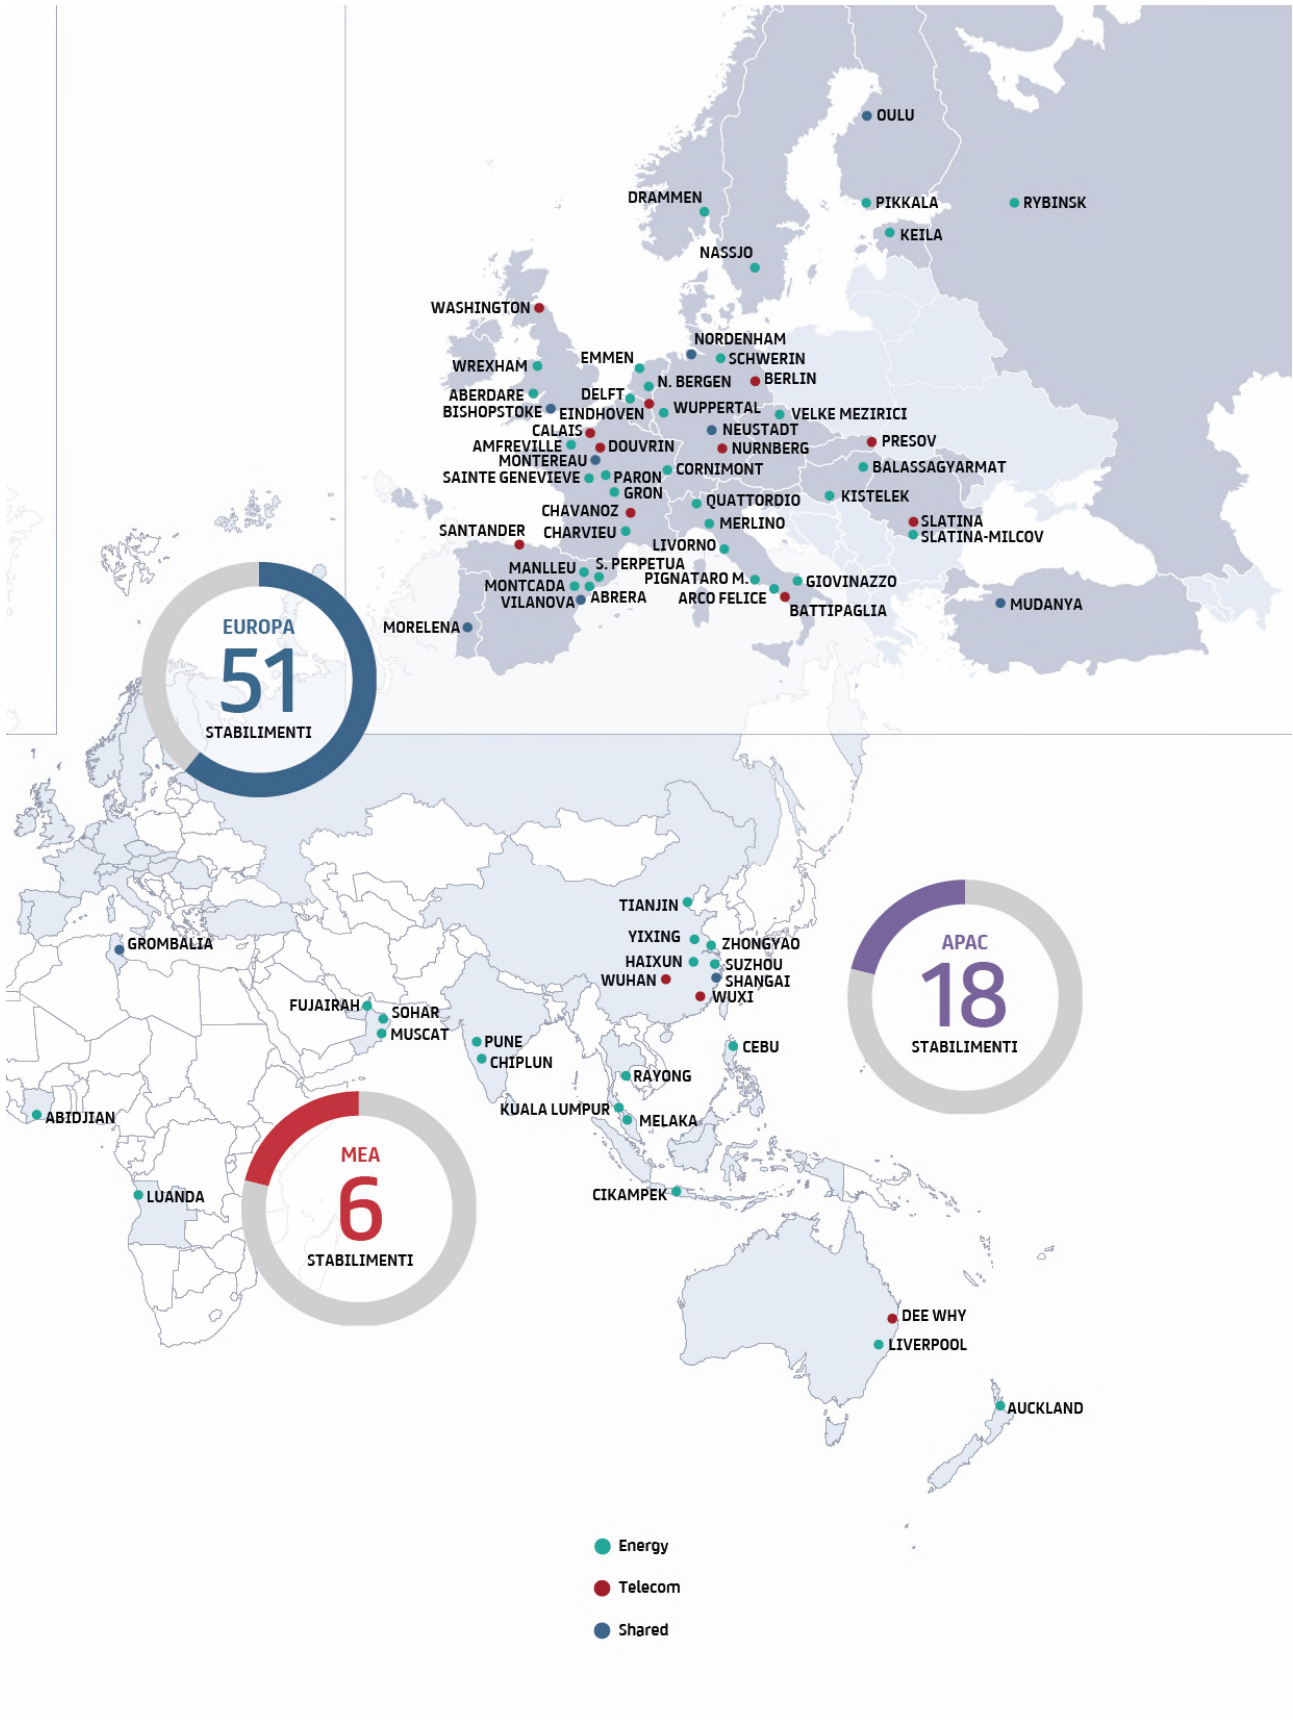 OULU
DRAMMEN
PIKKALA
RYBINSK
KEILA
NASSJO
WASHINGTON
NORDENHAM
EMMEN
SCHWERIN
WREXHAM
N. BERGEN
BERLIN
ABERDARE
DELFT
BISHOPSTOKE
EINDHOVEN
WUPPERTAL
VELKE MEZIRICI
CALAIS
NEUSTADT
AMFREVILLE
DOUVRIN
NURNBERG
PRESOV
MONTEREAU
CORNIMONT
BALASSAGYARMAT
SAINTE GENEVIEVE
PARON
GRON
QUATTORDIO
KISTELEK
CHAVANOZ
MERLINO
SLATINA
SANTANDER
CHARVIEU
SLATINA-MILCOV
LIVORNO
MANLLEU
S. PERPETUA
MONTCADA
PIGNATARO M.
GIOVINAZZO
VILANOVA
ABRERA
ARCO FELICE
BATTIPAGLIA
MUDANYA
MORELENA
EUROPA
51
STABILIMENTI
TIANJIN
YIXING
ZHONGYAO
GROMBALIA
HAIXUN
SUZHOU
WUHAN
SHANGAI
WUXI
APAC
18
STABILIMENTI
FUJAIRAH
SOHAR
MUSCAT
PUNE
CHIPLUN
CEBU
RAYONG
KUALA LUMPUR
MELAKA
ABIDJIAN
MEA
6
STABILIMENTI
LUANDA
CIKAMPEK
DEE WHY
LIVERPOOL
AUCKLAND
Energy
Telecom
Shared